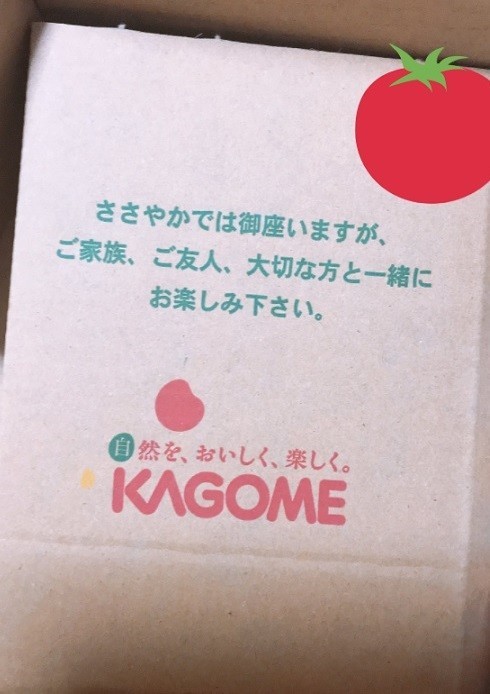 ささやかでは御座いますが、
ご家族、ご友人、大切な方と一緒に
お楽しみ下さい。
自然を、おいしく、楽しく。
KAGOME